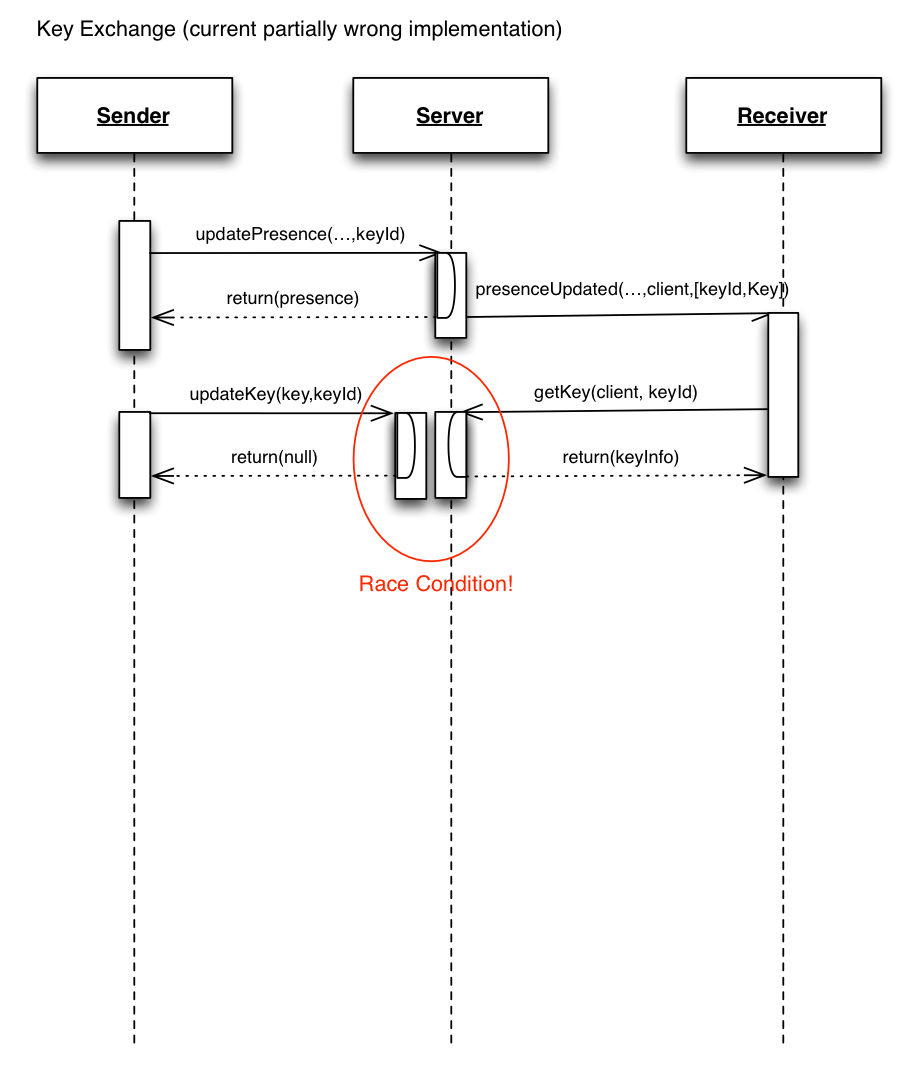 Key Exchange (current partially wrong implementation)
Sender
Server
Receiver
updatePresence(…,keyId)
return(presence)
presenceUpdated(…,client,[keyId,Key])
updateKey(key,keyId)
getKey(client, keyId)
return(null)
return(keyInfo)
Race Condition!